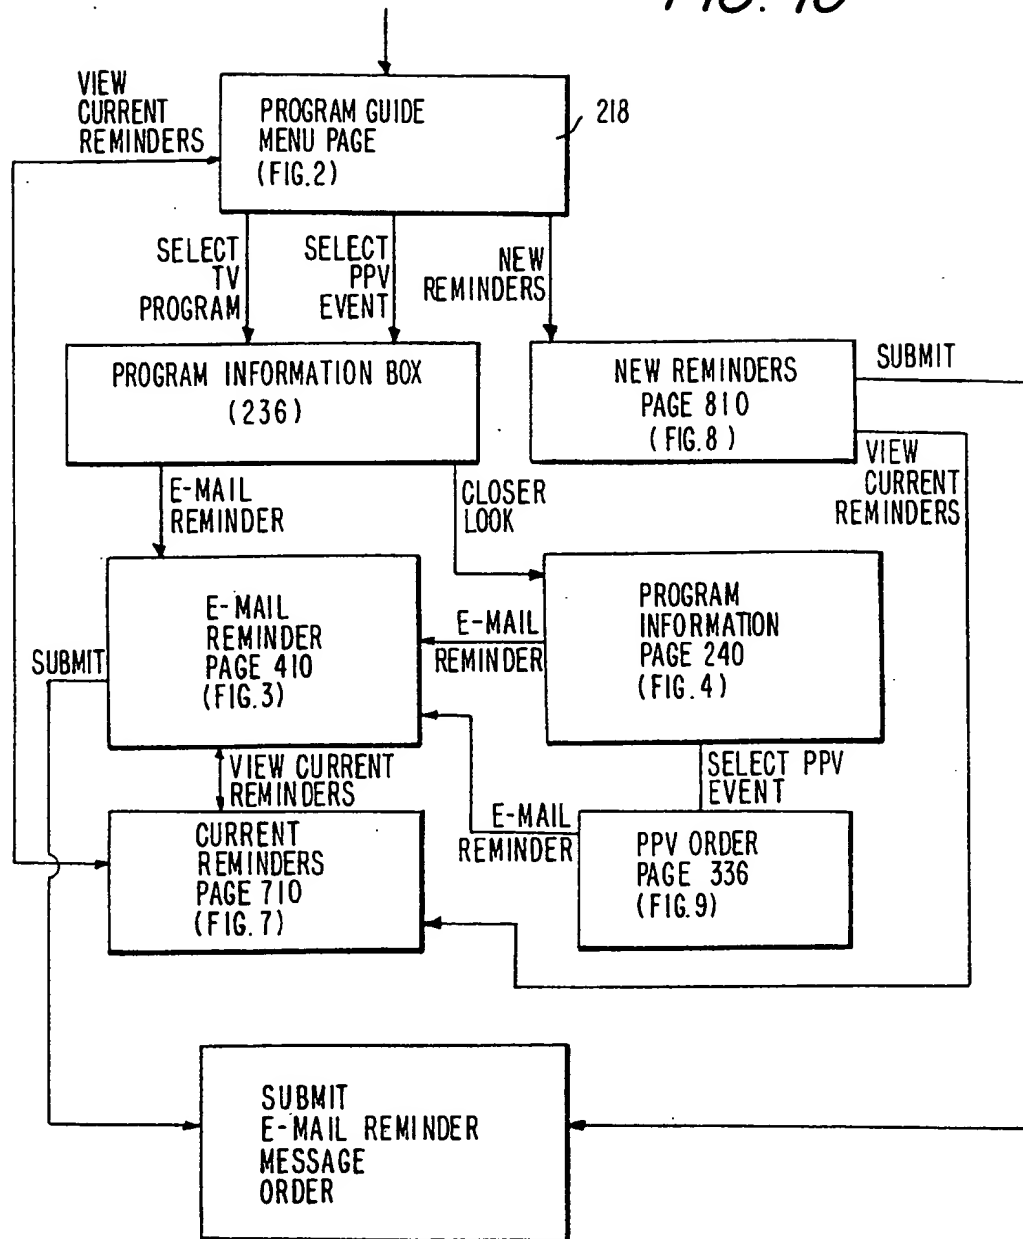 FIG. 10
VIEW
CURRENT
REMINDERS
PROGRAM GUIDE
MENU PAGE
(FIG.2)
218
SELECT
TV
PROGRAM
SELECT
PPV
EVENT
NEW
REMINDERS
PROGRAM INFORMATION BOX
(236)
NEW REMINDERS
PAGE 810
(FIG.8)
SUBMIT
VIEW
CURRENT
REMINDERS
E-MAIL
REMINDER
CLOSER
LOOK
E-MAIL
REMINDER
PAGE 410
(FIG.3)
SUBMIT
E-MAIL
REMINDER
PROGRAM
INFORMATION
PAGE 240
(FIG.4)
VIEW CURRENT
REMINDERS
SELECT PPV
EVENT
CURRENT
REMINDERS
PAGE 710
(FIG.7)
E-MAIL
REMINDER
PPV ORDER
PAGE 336
(FIG.9)
SUBMIT
E-MAIL REMINDER
MESSAGE
ORDER